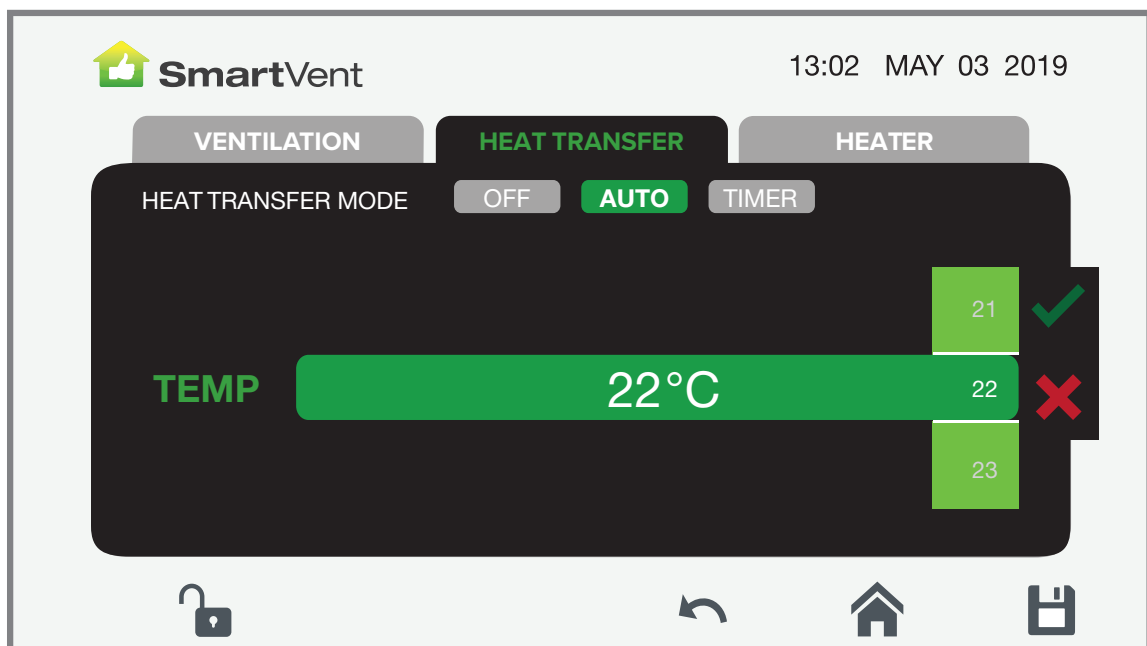 SmartVent
13:02 MAY 03 2019
VENTILATION
HEAT TRANSFER
HEATER
HEAT TRANSFER MODE OFF AUTO TIMER
21
TEMP 22°C 22
23